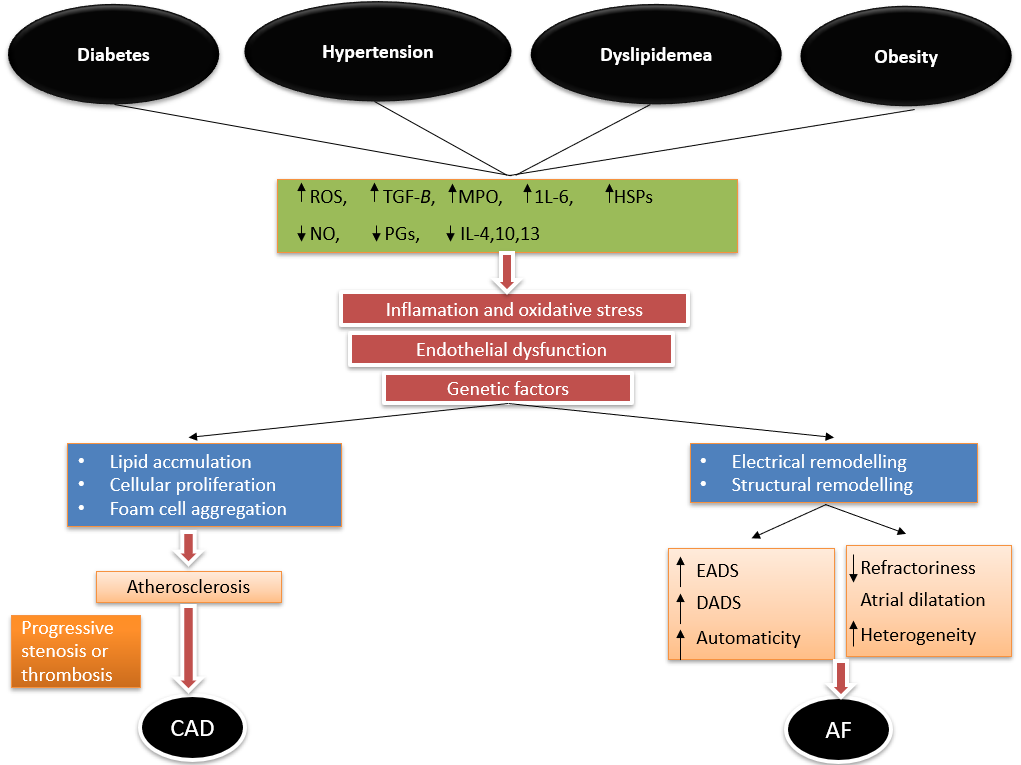 Diabetes
Hypertension
Dyslipidemea
Obesity
↑ROS, ↑TGF-B, ↑MPO, ↑1L-6, ↑HSPs
↓NO, ↓PGs, ↓IL-4,10,13
Inflamation and oxidative stress
Endothelial dysfunction
Genetic factors
• Lipid accmulation
• Cellular proliferation
• Foam cell aggregation
Atherosclerosis
Progressive
stenosis or
thrombosis
CAD
• Electrical remodelling
• Structural remodelling
↑EADS
↑DADS
↑Automaticity
↓Refractoriness
Atrial dilatation
↑Heterogeneity
AF